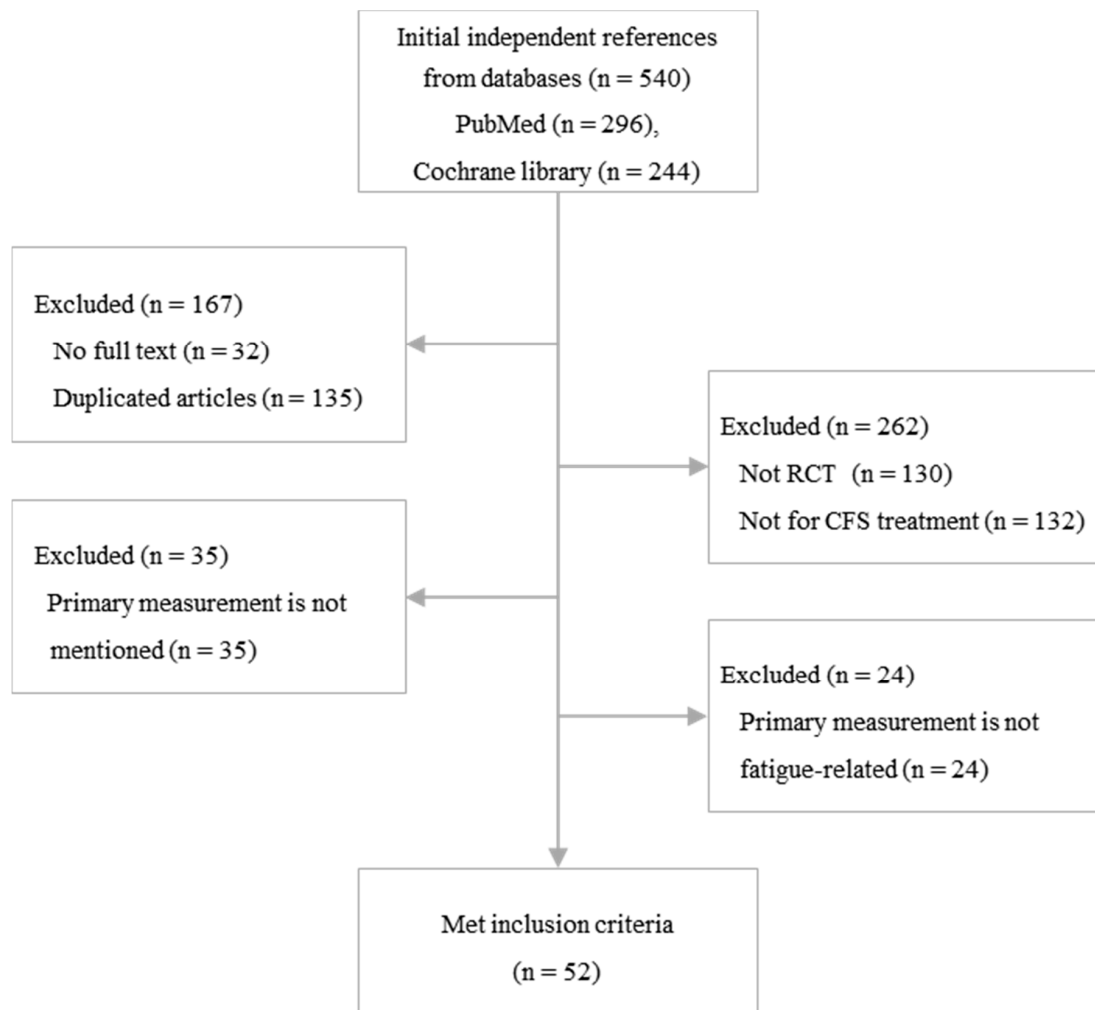 Initial independent references
from databases (n = 540)
PubMed (n = 296),
Cochrane library (n = 244)
Excluded (n = 167)
No full text (n = 32)
Duplicated articles (n = 135)
Excluded (n = 262)
Not RCT (n = 130)
Not for CFS treatment (n = 132)
Excluded (n = 35)
Primary measurement is not
mentioned (n = 35)
Excluded (n = 24)
Primary measurement is not
fatigue-related (n = 24)
Met inclusion criteria
(n = 52)